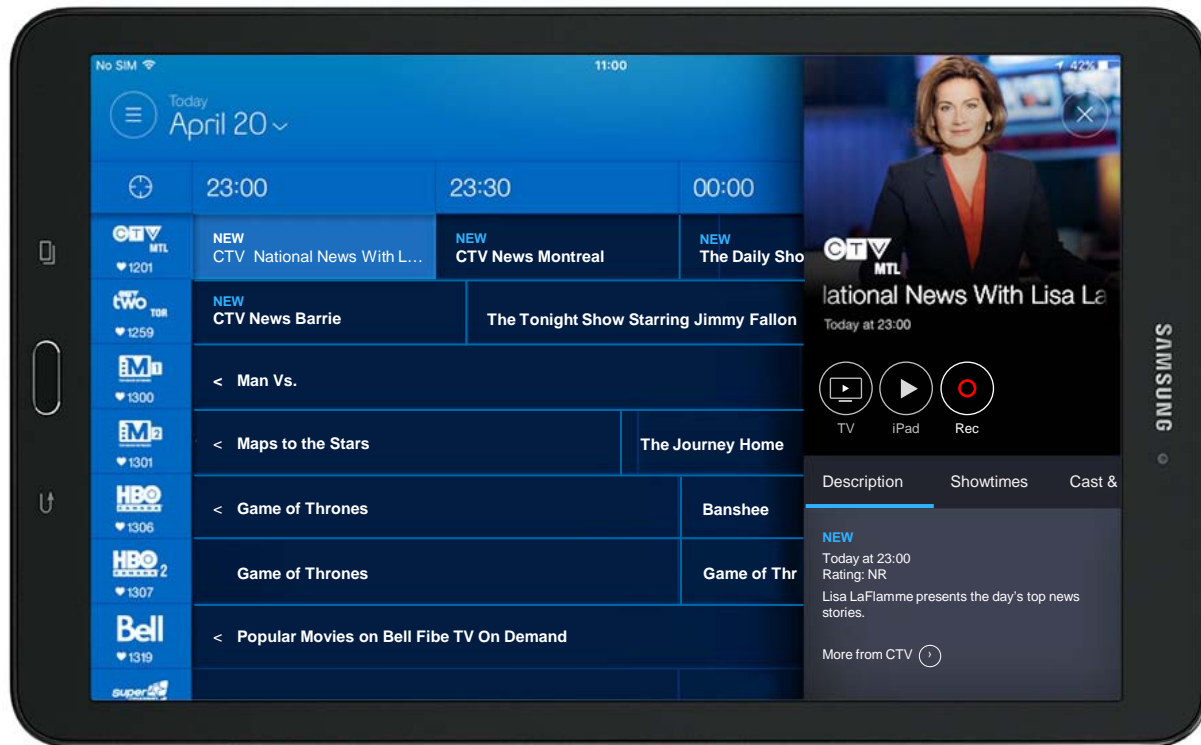 No SIM
11:00
42%
Today
April 20
23:00
23:30
00:00
CTV
MTL
1201
NEW
CTV National News With L…
NEW
CTV News Montreal
NEW
The Daily Sho
two
TOR
1259
NEW
CTV News Barrie
The Tonight Show Starring Jimmy Fallon
M 1
1300
< Man Vs.
M 2
1301
< Maps to the Stars
The Journey Home
HBO
1306
< Game of Thrones
Banshee
HBO 2
1307
Game of Thrones
Game of Thr
Bell
1319
< Popular Movies on Bell Fibe TV On Demand
super
CTV
MTL
lational News With Lisa La
Today at 23:00
TV
iPad
Rec
Description
Showtimes
Cast &
NEW
Today at 23:00
Rating: NR
Lisa LaFlamme presents the day's top news
stories.
More from CTV
SAMSUNG